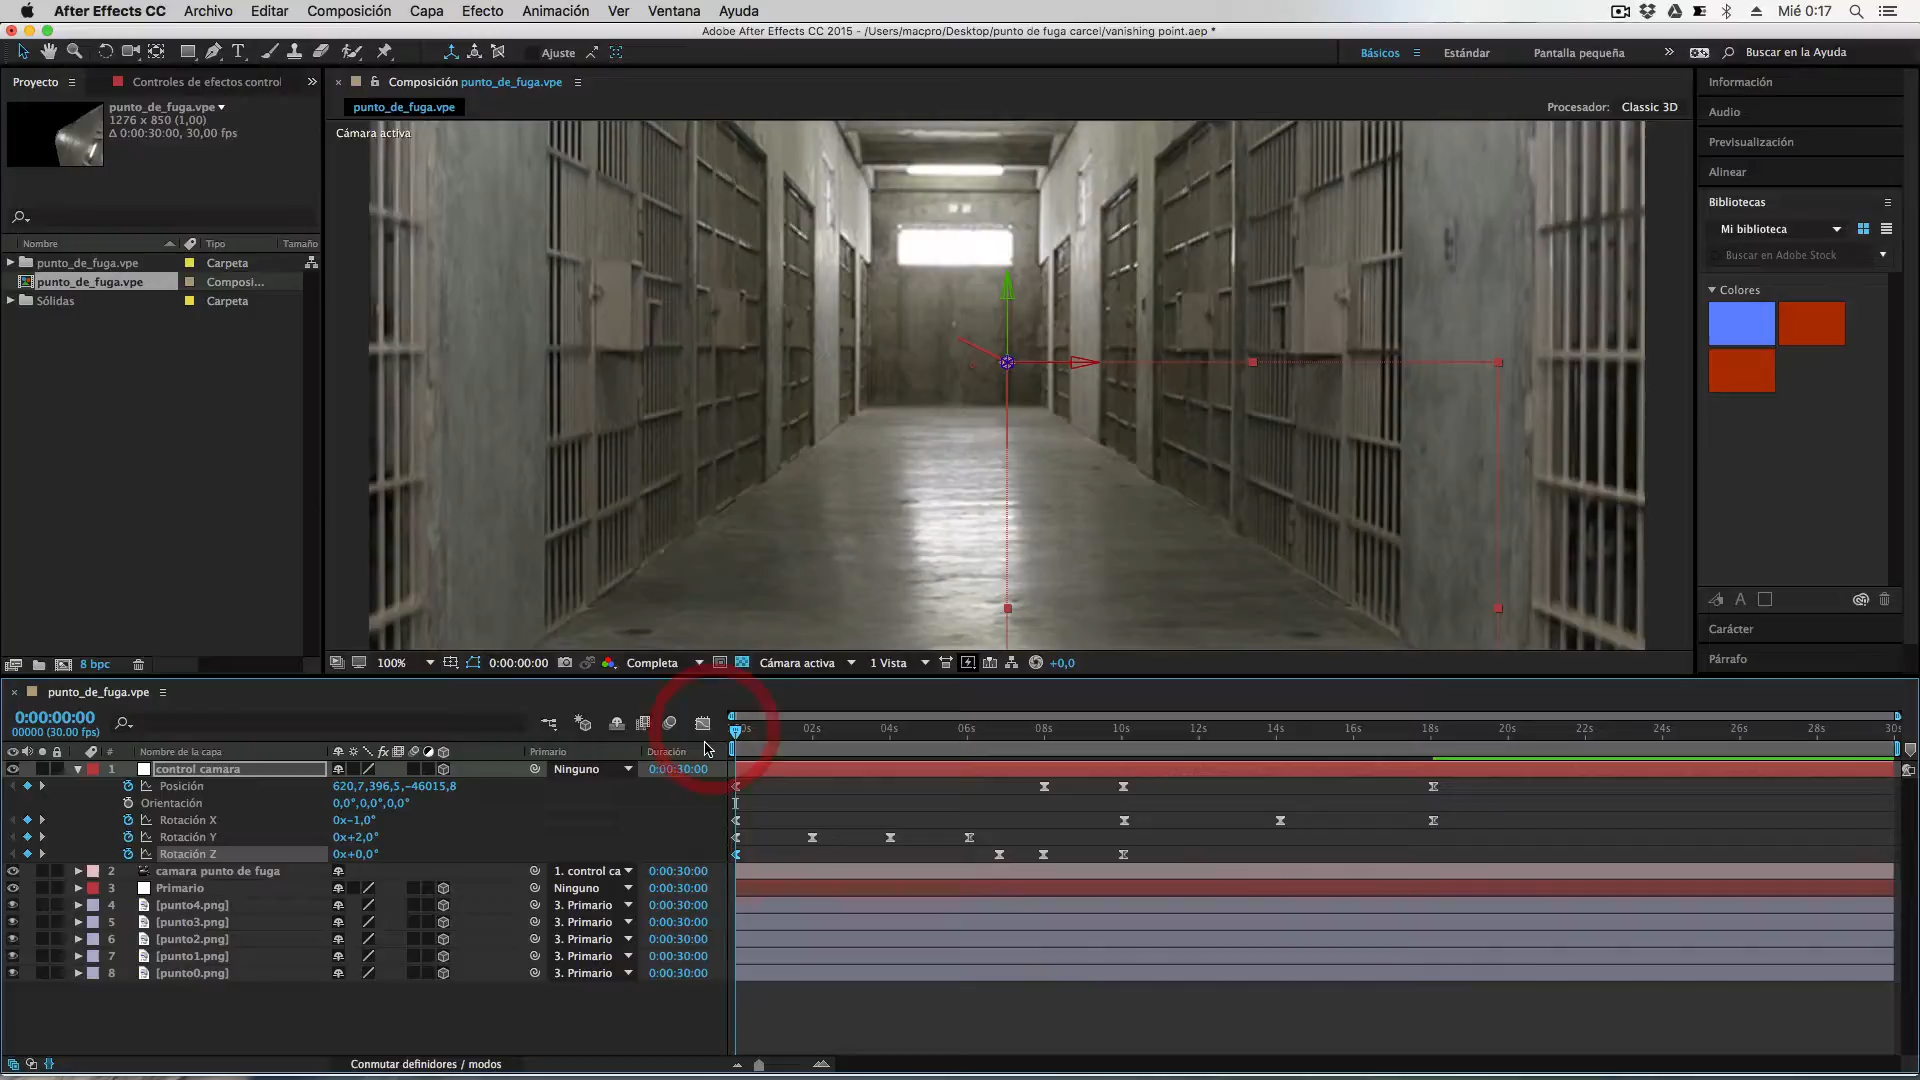 After Effects CC Archivo Editar Composición Capa Efecto Animación Ver Ventana Ayuda Mié 0:17
Adobe After Effects CC 2015 - /Users/macpro/Desktop/punto de fuga carcel/vanishing point.aep *
T Ajuste Básicos Estándar Pantalla pequeña Buscar en la Ayuda
Proyecto Controles de efectos control
punto_de_fuga.vpe
1276 x 850 (1,00)
Δ 0:00:30:00, 30,00 fps
Nombre Tipo Tamaño
punto_de_fuga.vpe Carpeta
punto_de_fuga.vpe Composi...
Sólidas Carpeta
8 bpc
Composición punto_de_fuga.vpe
punto_de_fuga.vpe
Procesador: Classic 3D
Cámara activa
100% 0:00:00:00 Completa Cámara activa 1 Vista +0,0
Información
Audio
Previsualización
Alinear
Bibliotecas
Mi biblioteca
Buscar en Adobe Stock
Colores
A
Carácter
Párrafo
punto_de_fuga.vpe
0:00:00:00
00000 (30.00 fps)
02s 04s 06s 08s 10s 12s 14s 16s 18s 20s 22s 24s 26s 28s 30s
# Nombre de la capa fx Primario Duración
1 control camara Ninguno 0:00:30:00
Posición 620,7,396,5,-46015,8
Orientación 0,0°,0,0°,0,0°
Rotación X 0x-1,0°
Rotación Y 0x+2,0°
Rotación Z 0x+0,0°
2 camara punto de fuga 1. control ca 0:00:30:00
3 Primario Ninguno 0:00:30:00
4 [punto4.png] 3. Primario 0:00:30:00
5 [punto3.png] 3. Primario 0:00:30:00
6 [punto2.png] 3. Primario 0:00:30:00
7 [punto1.png] 3. Primario 0:00:30:00
8 [punto0.png] 3. Primario 0:00:30:00
Conmutar definidores / modos